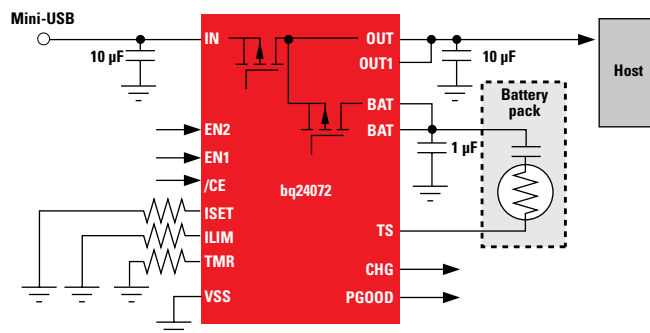 Mini-USB
10 µF
IN
OUT
OUT1
10 µF
Host
BAT
BAT
Battery
pack
1 µF
EN2
EN1
/CE
bq24072
ISET
ILIM
TMR
VSS
TS
CHG
PGOOD